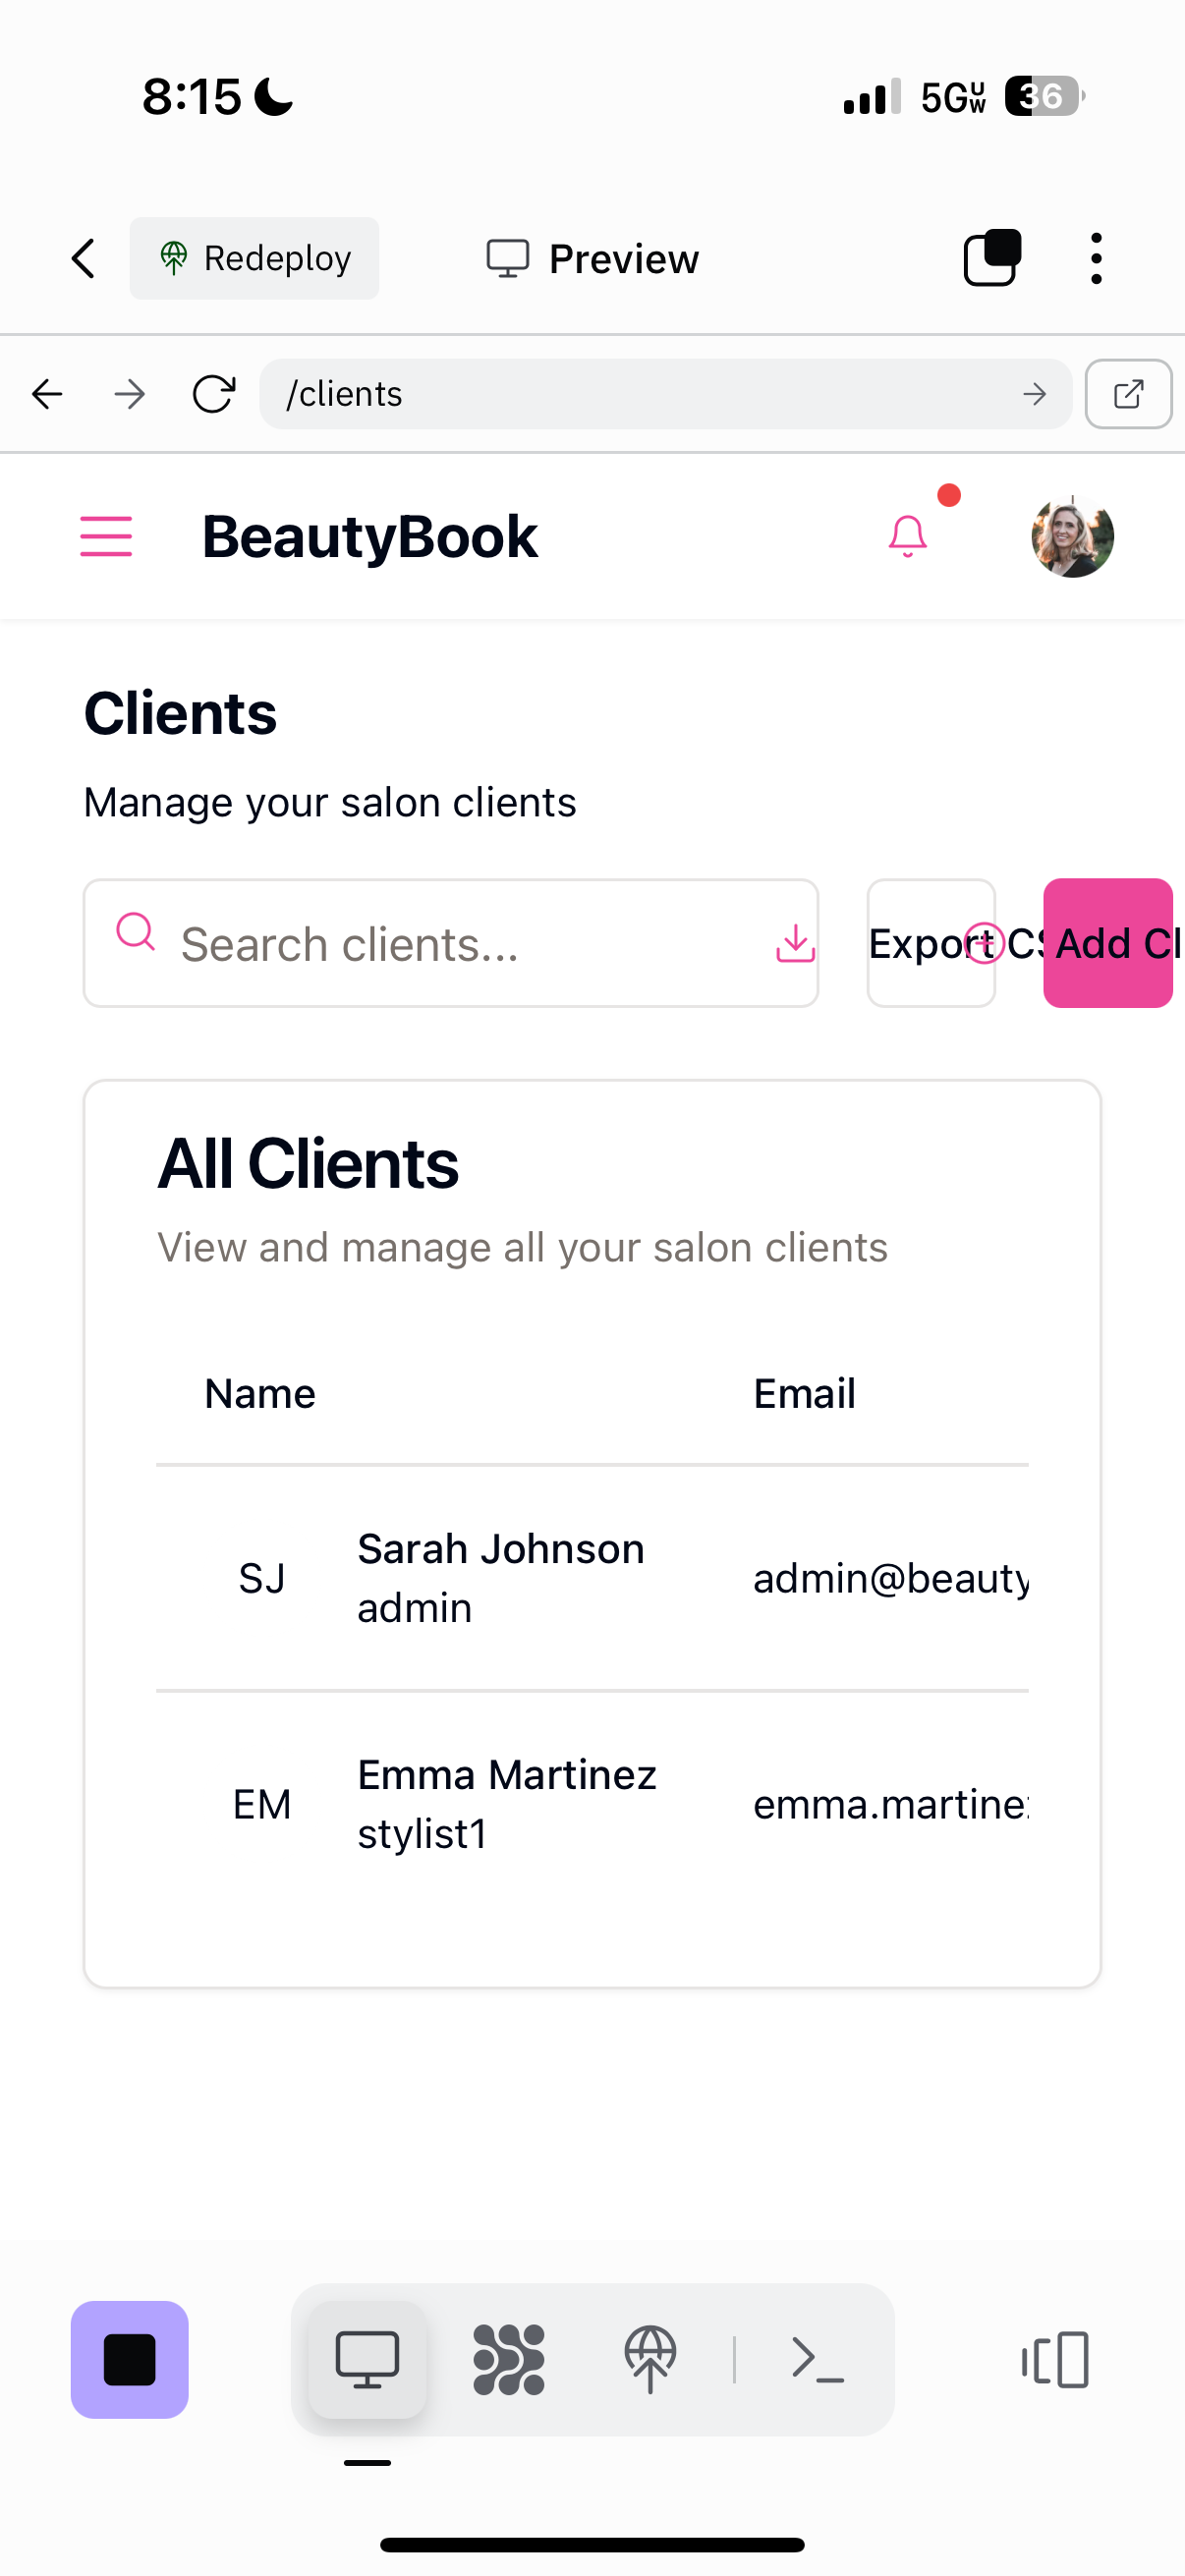 8:15
5GUW
36
Redeploy
Preview
/clients
BeautyBook
Clients
Manage your salon clients
Search clients...
Export CS
Add Cl
All Clients
View and manage all your salon clients
Name Email
SJ
Sarah Johnson
admin
admin@beauty
EM
Emma Martinez
stylist1
emma.martinez